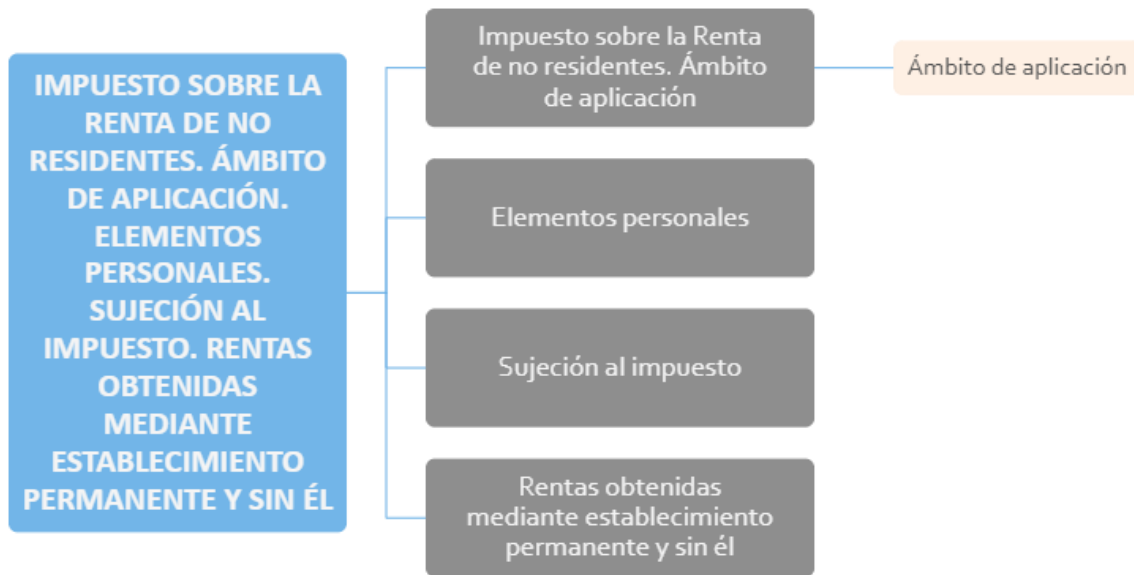 IMPUESTO SOBRE LA
RENTA DE NO
RESIDENTES. ÁMBITO
DE APLICACIÓN.
ELEMENTOS
PERSONALES.
SUJECIÓN AL
IMPUESTO. RENTAS
OBTENIDAS
MEDIANTE
ESTABLECIMIENTO
PERMANENTE Y SIN ÉL
Impuesto sobre la Renta
de no residentes. Ámbito
de aplicación
Ámbito de aplicación
Elementos personales
Sujeción al impuesto
Rentas obtenidas
mediante establecimiento
permanente y sin él